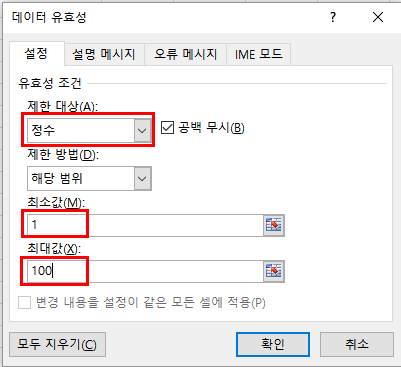 데이터 유효성 ? ×
설정 설명 메시지 오류 메시지 IME 모드
유효성 조건
제한 대상(A):
정수 공백 무시(B)
제한 방법(D):
해당 범위
최소값(M):
1
최대값(X):
100
변경 내용을 설정이 같은 모든 셀에 적용(P)
모두 지우기(C) 확인 취소